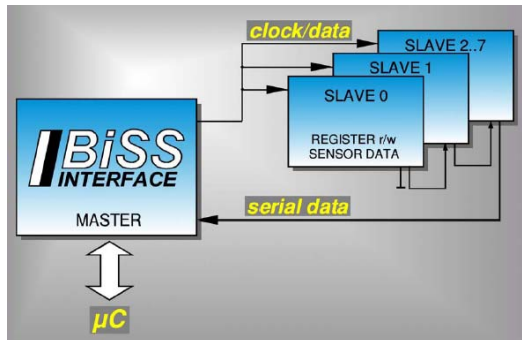 clock/data
SLAVE 2..7
SLAVE 1
SLAVE 0
REGISTER r/w
SENSOR DATA
BiSS
INTERFACE
MASTER
serial data
µC